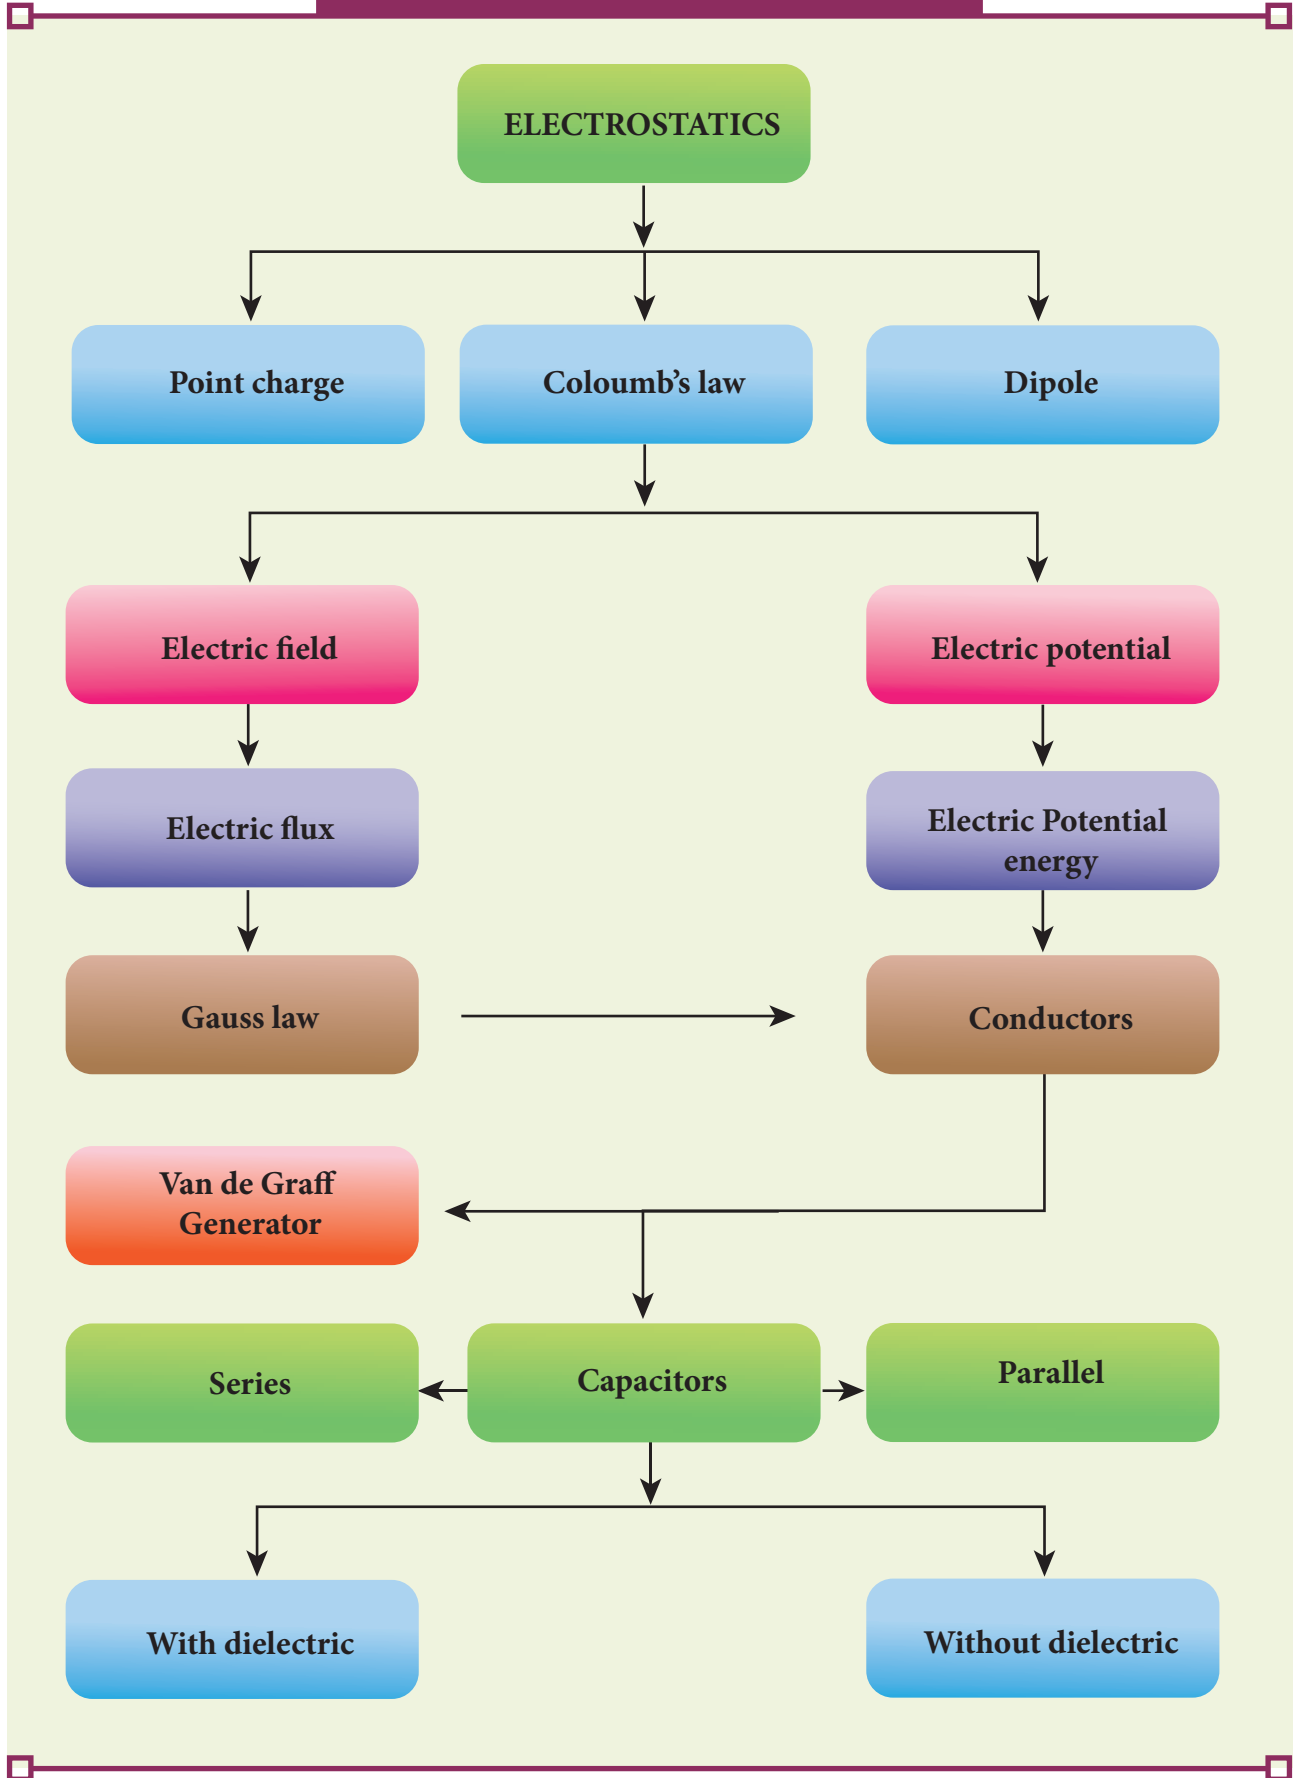 ELECTROSTATICS
Point charge
Coloumb's law
Dipole
Electric field
Electric potential
Electric flux
Electric Potential
energy
Gauss law
Conductors
Van de Graff
Generator
Series
Capacitors
Parallel
With dielectric
Without dielectric